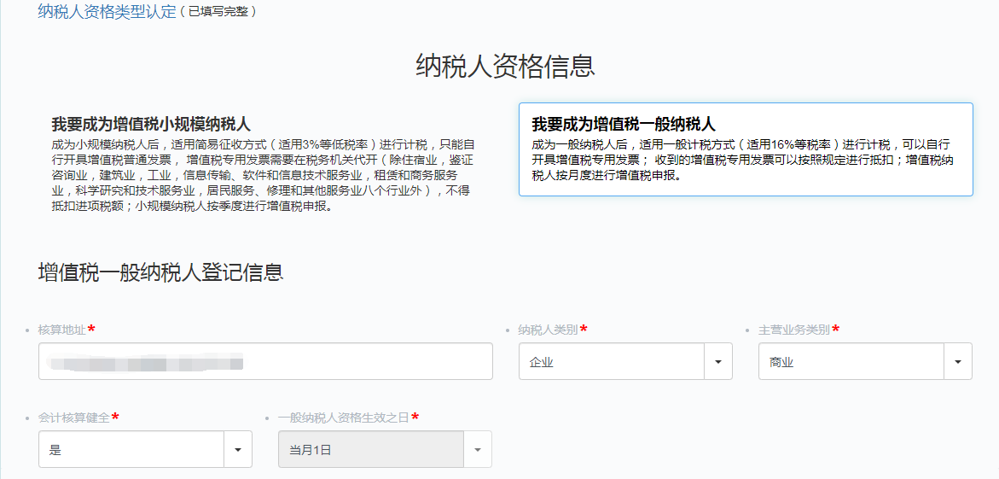 纳税人资格类型认定（已填写完整）
纳税人资格信息
我要成为增值税小规模纳税人
成为小规模纳税人后，适用简易征收方式（适用3%等低税率）进行计税，只能自
行开具增值税普通发票， 增值税专用发票需要在税务机关代开（除住宿业，鉴证
咨询业，建筑业，工业，信息传输、软件和信息技术服务业，租赁和商务服务
业，科学研究和技术服务业，居民服务、修理和其他服务业八个行业外），不得
抵扣进项税额；小规模纳税人按季度进行增值税申报。
我要成为增值税一般纳税人
成为一般纳税人后，适用一般计税方式（适用16%等税率）进行计税，可以自行
开具增值税专用发票； 收到的增值税专用发票可以按照规定进行抵扣；增值税纳
税人按月度进行增值税申报。
增值税一般纳税人登记信息
核算地址*
纳税人类别*
主营业务类别*
企业
商业
会计核算健全*
一般纳税人资格生效之日*
是
当月1日